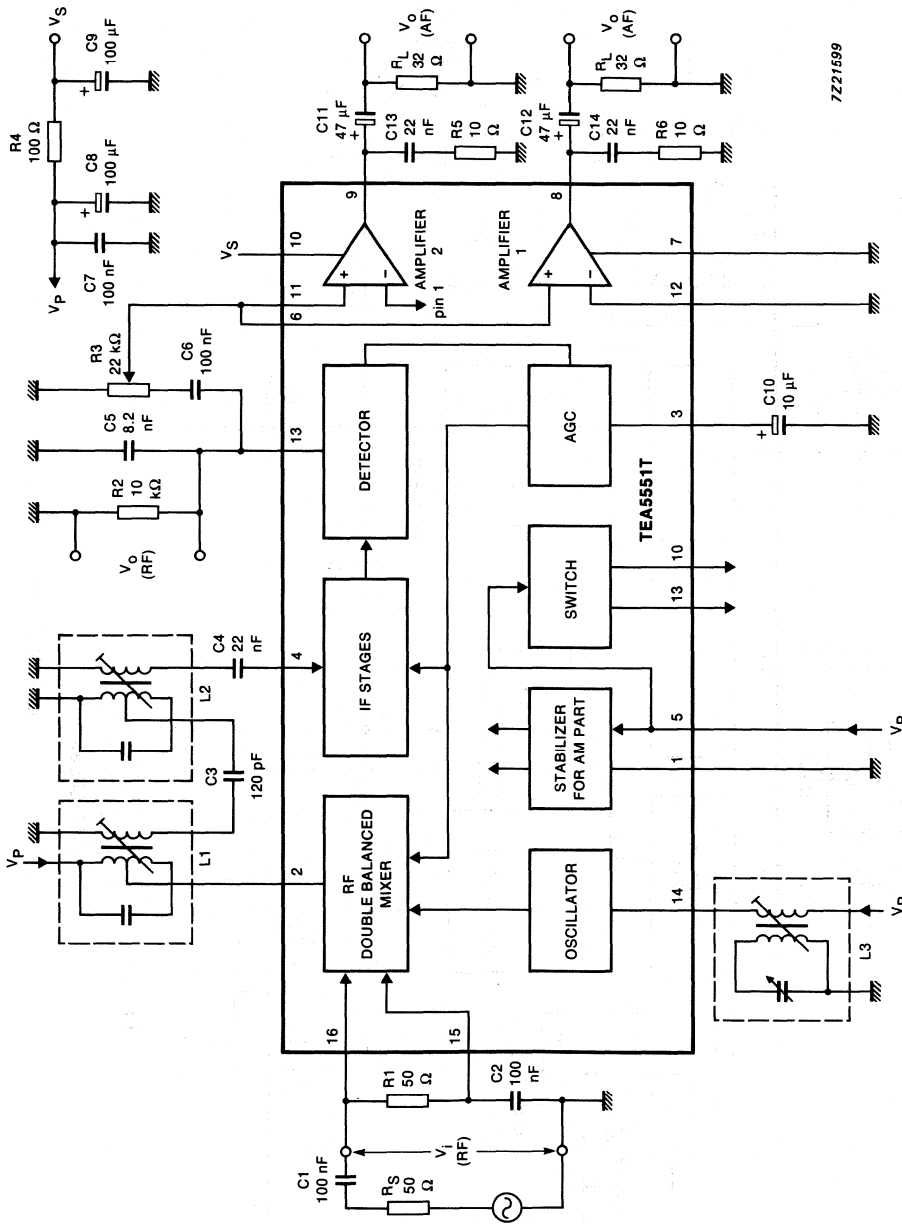 VS
C9
100 μF
R4
100 Ω
C8
100 μF
C7
100 nF
VP
R3
22 kΩ
C6
100 nF
C5
8.2
nF
R2
10
kΩ
Vo
(RF)
L2
C4
22
nF
C3
120 pF
L1
VP
C1
100 nF
RS
50
Ω
Vi
(RF)
R1
50
Ω
C2
100
nF
16
15
2
4
13
6
11
10
VS
9
8
7
12
3
RF
DOUBLE BALANCED
MIXER
IF STAGES
DETECTOR
AMPLIFIER
2
pin 1
AMPLIFIER
1
+
−
+
−
OSCILLATOR
STABILIZER
FOR AM PART
SWITCH
AGC
TEA5551T
14
1
5
13
10
L3
VP
VP
C10
10 μF
+
C11
47 μF
+
C13
22
nF
R5
10
Ω
RL
32
Ω
Vo
(AF)
C12
47 μF
+
C14
22
nF
R6
10
Ω
RL
32
Ω
Vo
(AF)
+
+
7Z21599